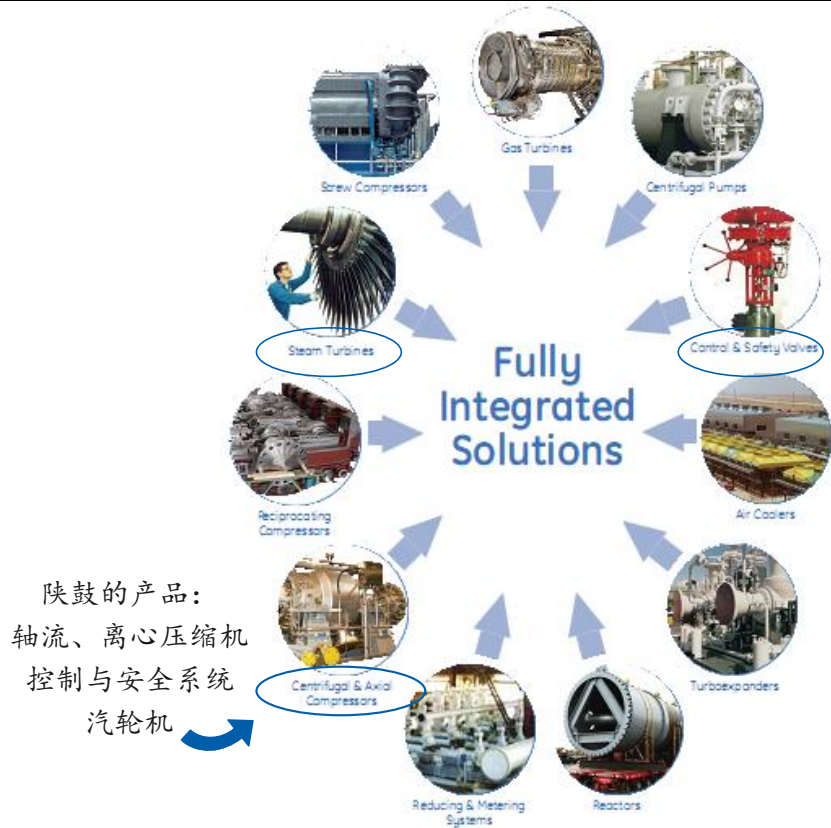 Gas Turbines
Screw Compressors
Centrifugal Pumps
Steam Turbines
Control & Safety Valves
Fully
Integrated
Solutions
Reciprocating
Compressors
Air Coolers
陕鼓的产品：
轴流、离心压缩机
控制与安全系统
汽轮机
Centrifugal & Axial
Compressors
Turboexpanders
Reducing & Metering
Systems
Reactors